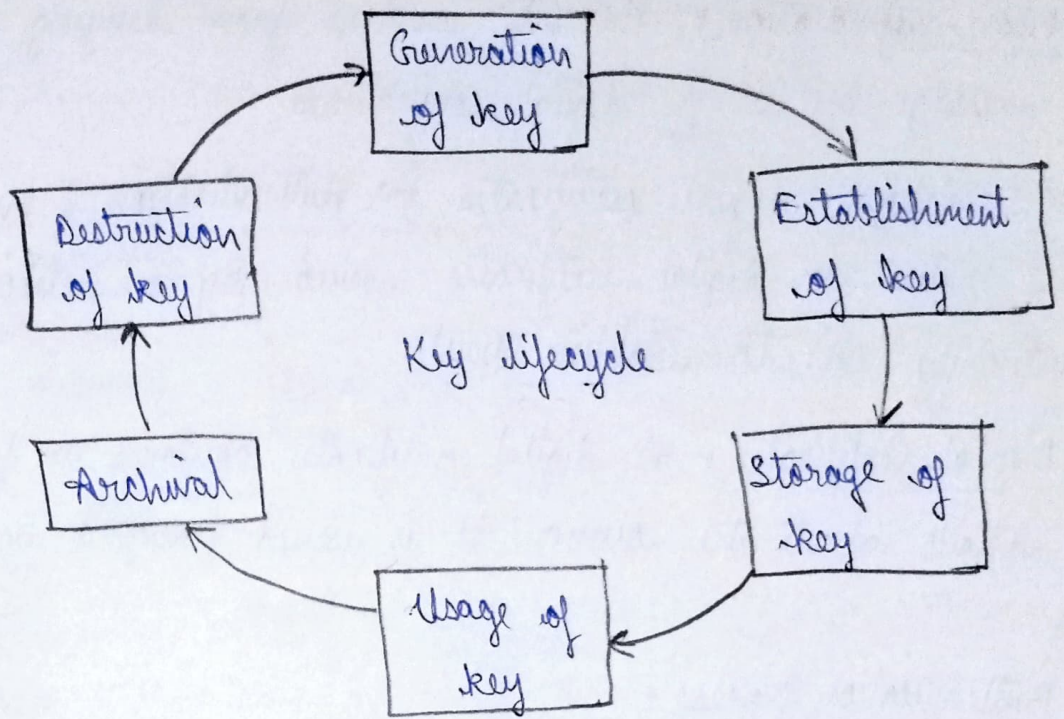 Generation
of key
Establishment
of key
Storage of
key
Usage of
key
Archival
Destruction
of key
Key lifecycle